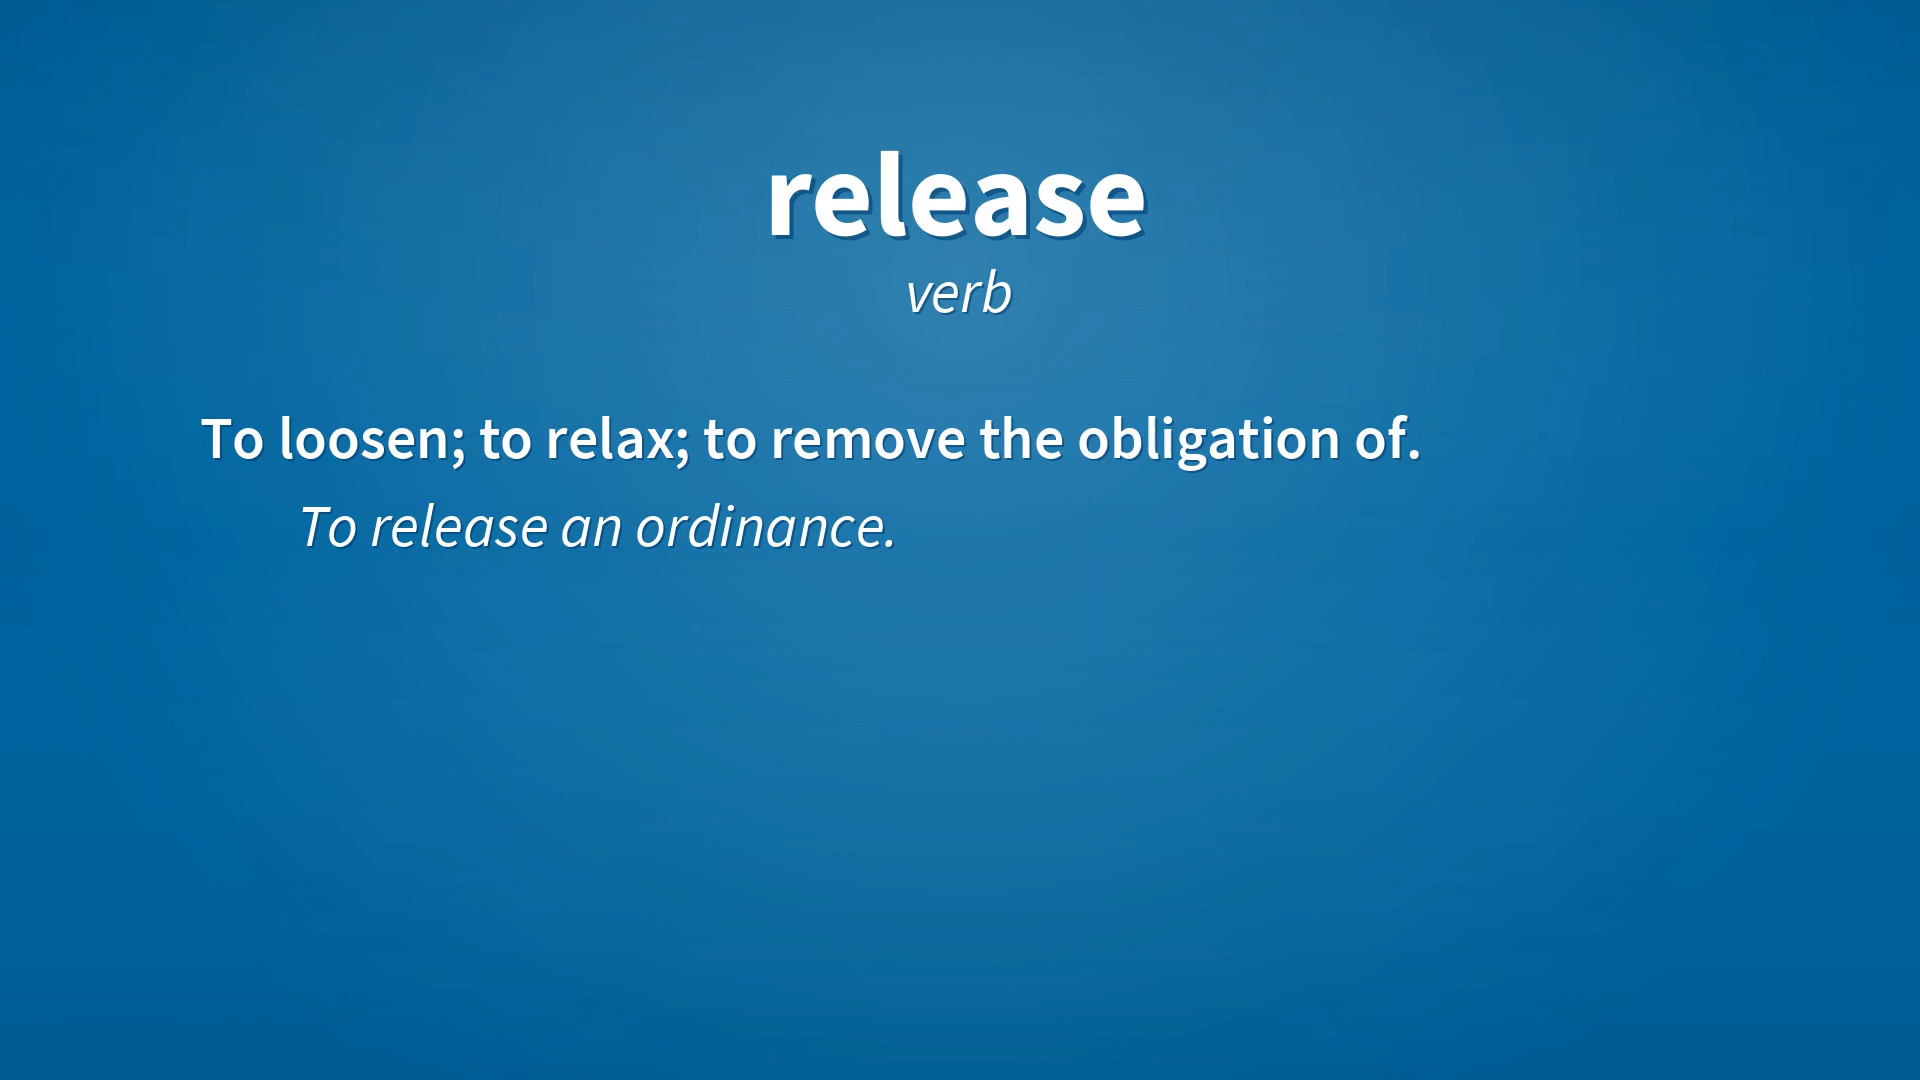 release
verb
To loosen; to relax; to remove the obligation of.
To release an ordinance.